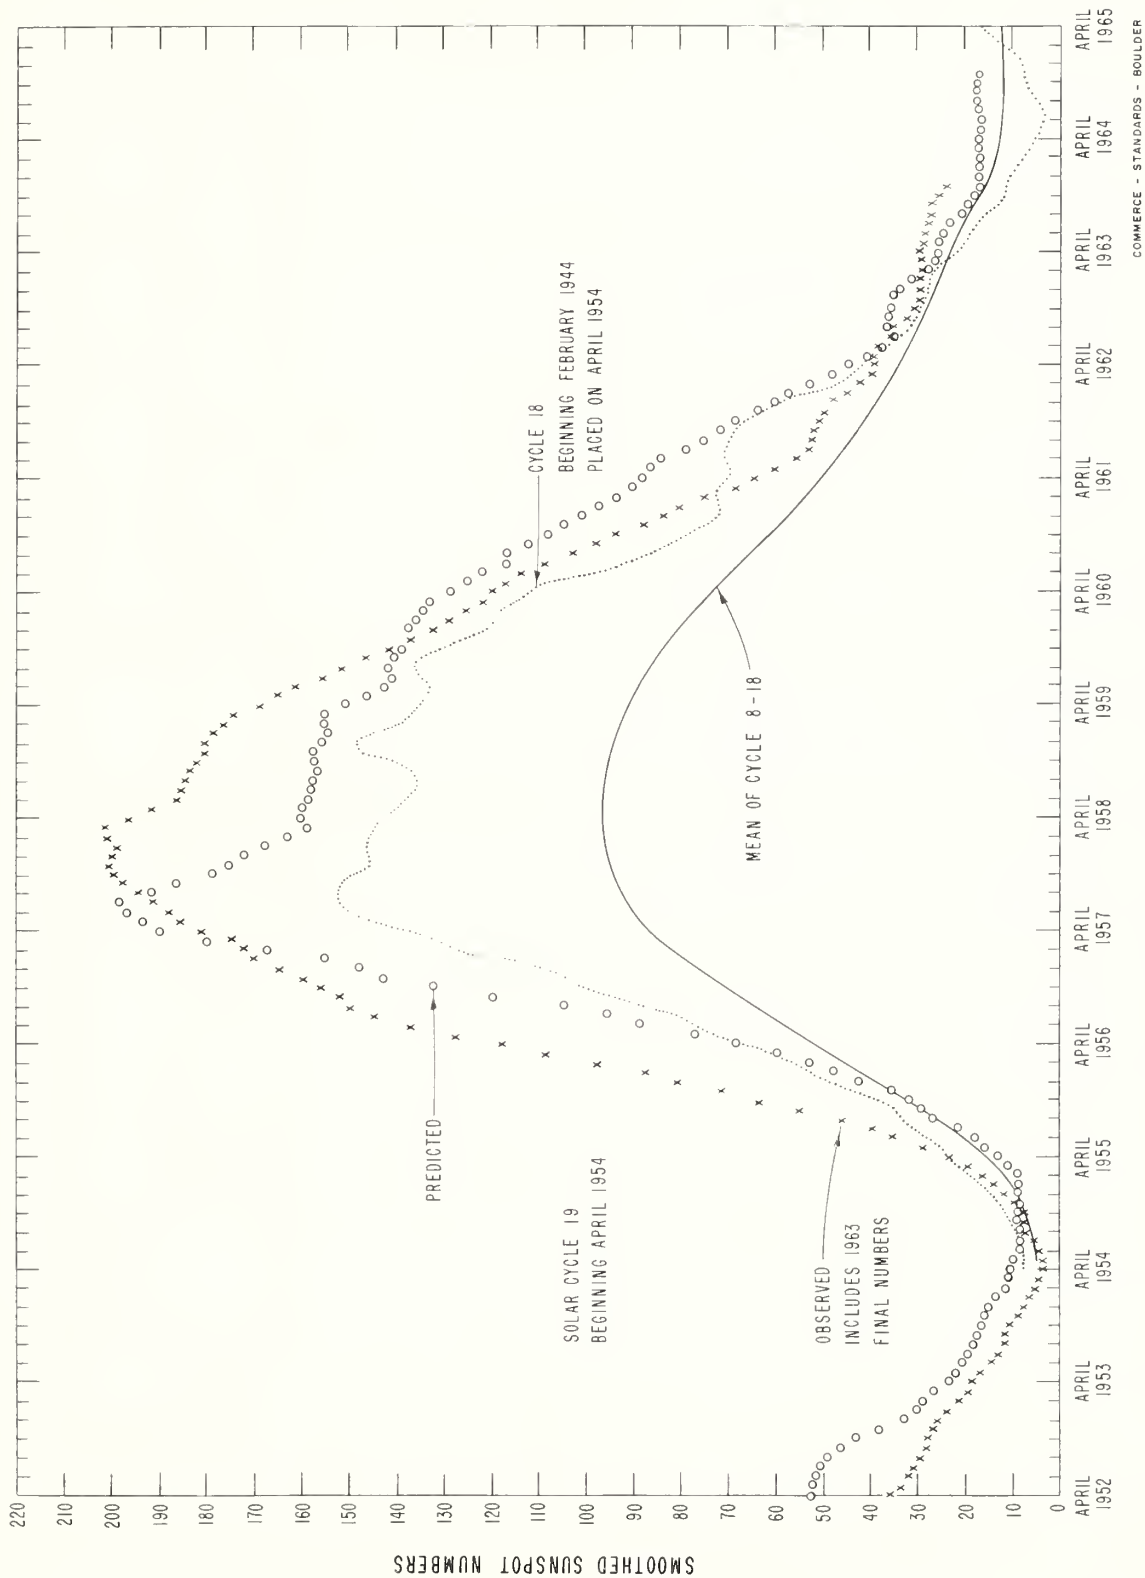 SMOOTHED SUNSPOT NUMBERS
220
210
200
190
180
170
160
150
140
130
120
110
100
90
80
70
60
50
40
30
20
10
0
PREDICTED
SOLAR CYCLE 19
BEGINNING APRIL 1954
OBSERVED
INCLUDES 1963
FINAL NUMBERS
CYCLE 18
BEGINNING FEBRUARY 1944
PLACED ON APRIL 1954
MEAN OF CYCLE 8-18
APRIL
1952
APRIL
1953
APRIL
1954
APRIL
1955
APRIL
1956
APRIL
1957
APRIL
1958
APRIL
1959
APRIL
1960
APRIL
1961
APRIL
1962
APRIL
1963
APRIL
1964
APRIL
1965
COMMERCE - STANDARDS - BOULDER